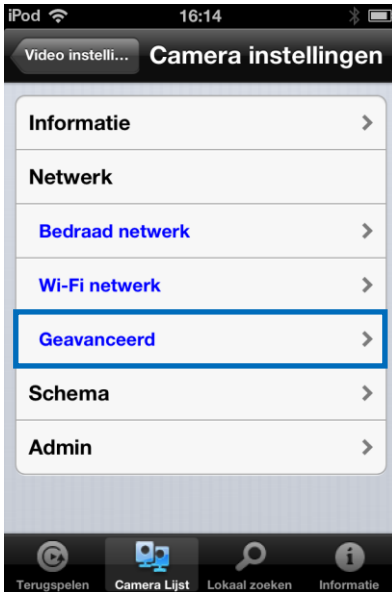 iPod 16:14
Video instelli... Camera instellingen
Informatie
Netwerk
Bedraad netwerk
Wi-Fi netwerk
Geavanceerd
Schema
Admin
Terugspelen Camera Lijst Lokaal zoeken Informatie